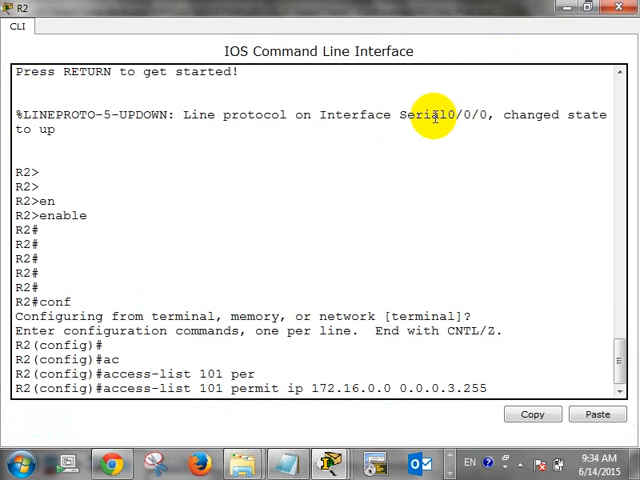 R2
CLI
IOS Command Line Interface
Press RETURN to get started!
%LINEPROTO-5-UPDOWN: Line protocol on Interface Serial0/0/0, changed state
to up
R2>
R2>
R2>en
R2>enable
R2#
R2#
R2#
R2#
R2#
R2#conf
Configuring from terminal, memory, or network [terminal]?
Enter configuration commands, one per line.  End with CNTL/Z.
R2(config)#
R2(config)#ac
R2(config)#access-list 101 per
R2(config)#access-list 101 permit ip 172.16.0.0 0.0.0.3.255
Copy
Paste
EN
9:34 AM
6/14/2015